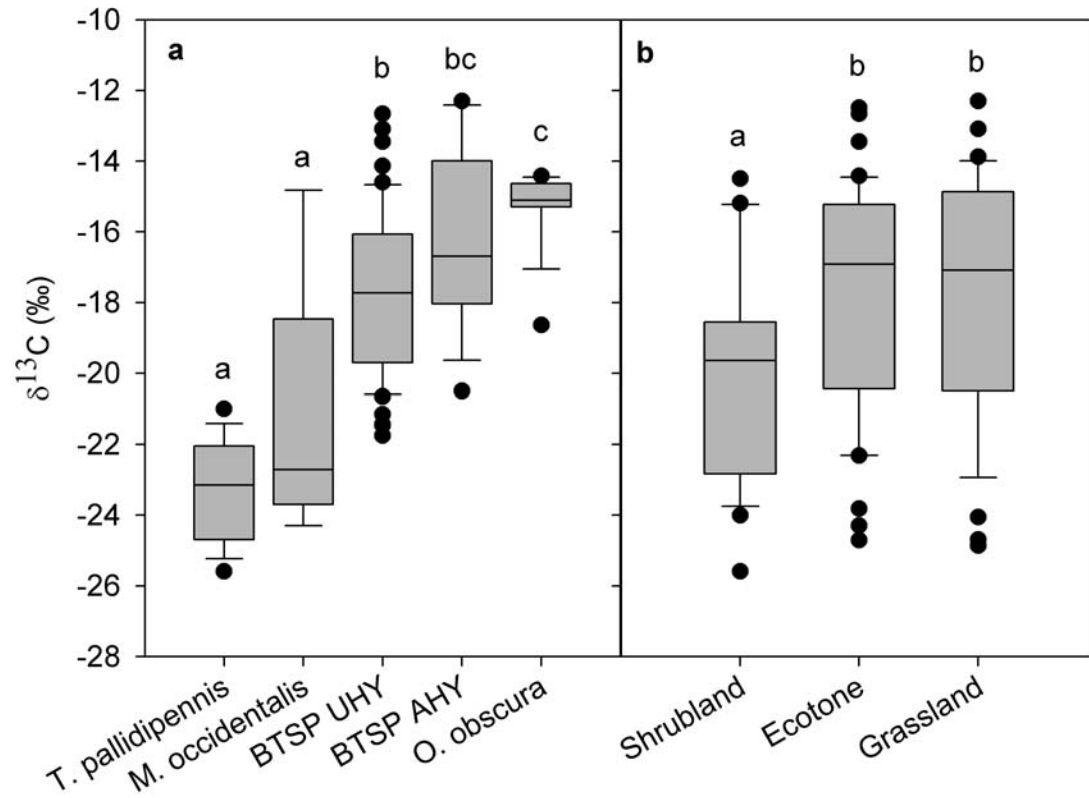 δ13C (‰)
-10
-12
-14
-16
-18
-20
-22
-24
-26
-28
a
a
a
b
bc
c
T. pallidipennis
M. occidentalis
BTSP UHY
BTSP AHY
O. obscura
b
a
b
b
Shrubland
Ecotone
Grassland